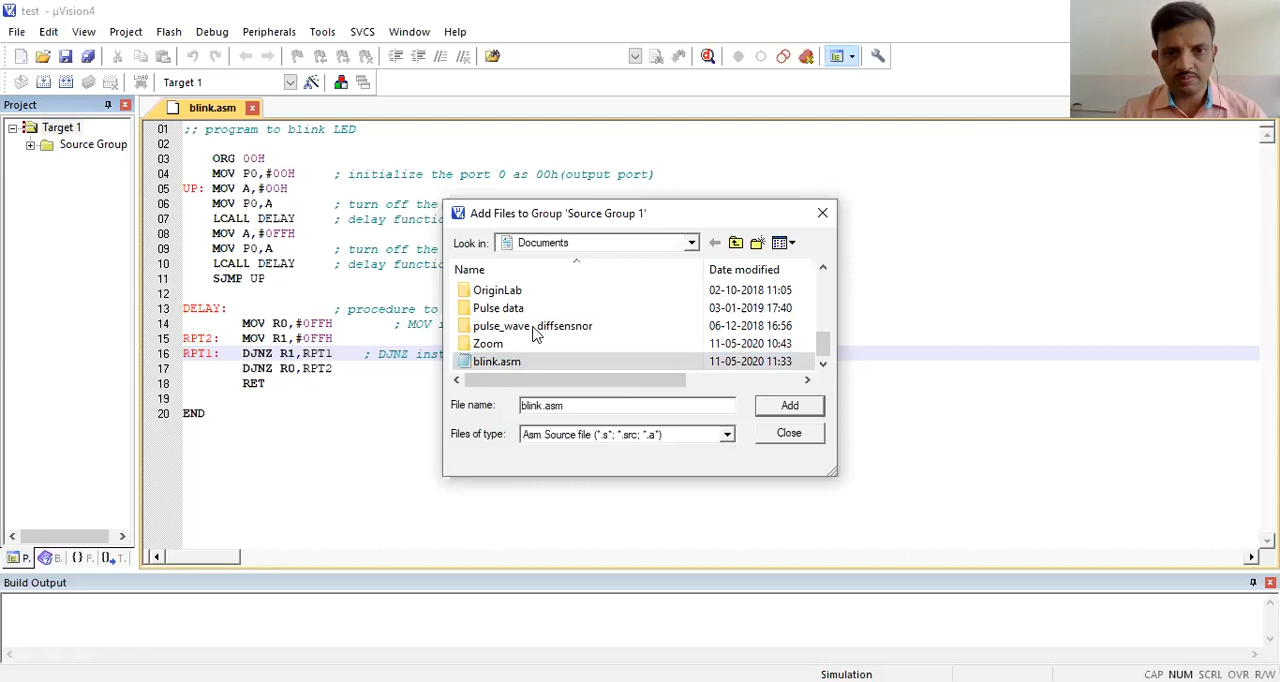 test - µVision4
File Edit View Project Flash Debug Peripherals Tools SVCS Window Help
LOAD Target 1
Project
blink.asm
Target 1
Source Group
01 ;; program to blink LED
02
03 ORG 00H
04 MOV P0,#00H ; initialize the port 0 as 00h(output port)
05 UP: MOV A,#00H
06 MOV P0,A ; turn off the
07 LCALL DELAY ; delay functi
08 MOV A,#0FFH
09 MOV P0,A ; turn off the
10 LCALL DELAY ; delay functi
11 SJMP UP
12
13 DELAY: ; procedure to
14 MOV R0,#0FFH ; MOV i
15 RPT2: MOV R1,#0FFH
16 RPT1: DJNZ R1,RPT1 ; DJNZ inst
17 DJNZ R0,RPT2
18 RET
19
20 END
Add Files to Group 'Source Group 1'
Look in: Documents
Name Date modified
OriginLab 02-10-2018 11:05
Pulse data 03-01-2019 17:40
pulse_wave_diffsensnor 06-12-2018 16:56
Zoom 11-05-2020 10:43
blink.asm 11-05-2020 11:33
File name: blink.asm Add
Files of type: Asm Source file (*.s*; *.src; *.a*) Close
P. B. {} F. T.
Build Output
Simulation CAP NUM SCRL OVR R/W